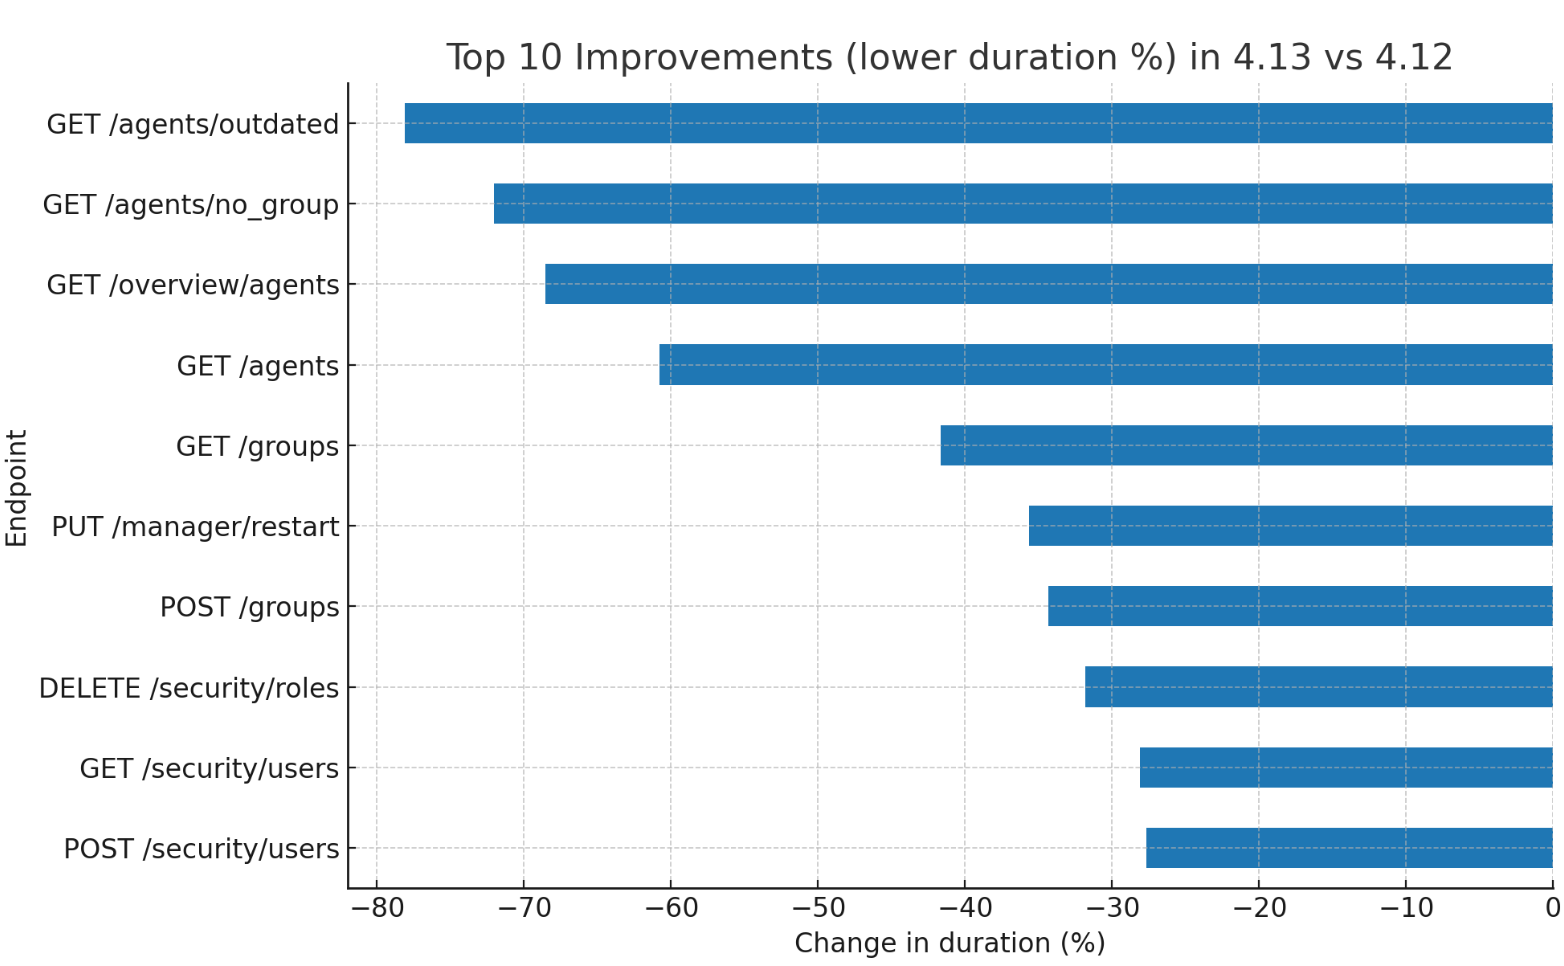 Top 10 Improvements (lower duration %) in 4.13 vs 4.12
GET /agents/outdated
GET /agents/no_group
GET /overview/agents
GET /agents
GET /groups
PUT /manager/restart
POST /groups
DELETE /security/roles
GET /security/users
POST /security/users
Endpoint
−80 −70 −60 −50 −40 −30 −20 −10 0
Change in duration (%)